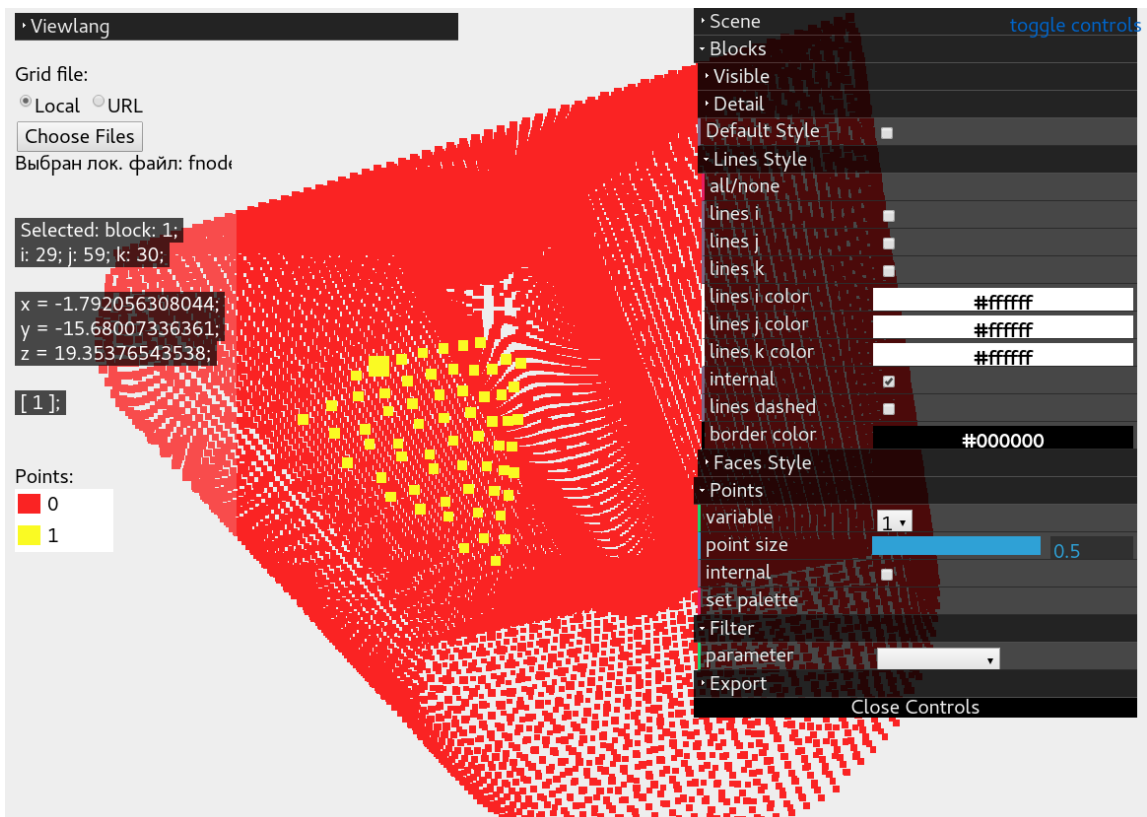 Viewlang
Grid file:
Local URL
Choose Files
Выбран лок. файл: fnode
Selected: block: 1;
i: 29; j: 59; k: 30;
x = -1.792056308044;
y = -15.68007336361;
z = 19.35376543538;
[ 1 ];
Points:
0
1
toggle controls
Scene
Blocks
Visible
Detail
Default Style
Lines Style
all/none
lines i
lines j
lines k
lines i color #ffffff
lines j color #ffffff
lines k color #ffffff
internal
lines dashed
border color #000000
Faces Style
Points
variable 1
point size 0.5
internal
set palette
Filter
parameter
Export
Close Controls